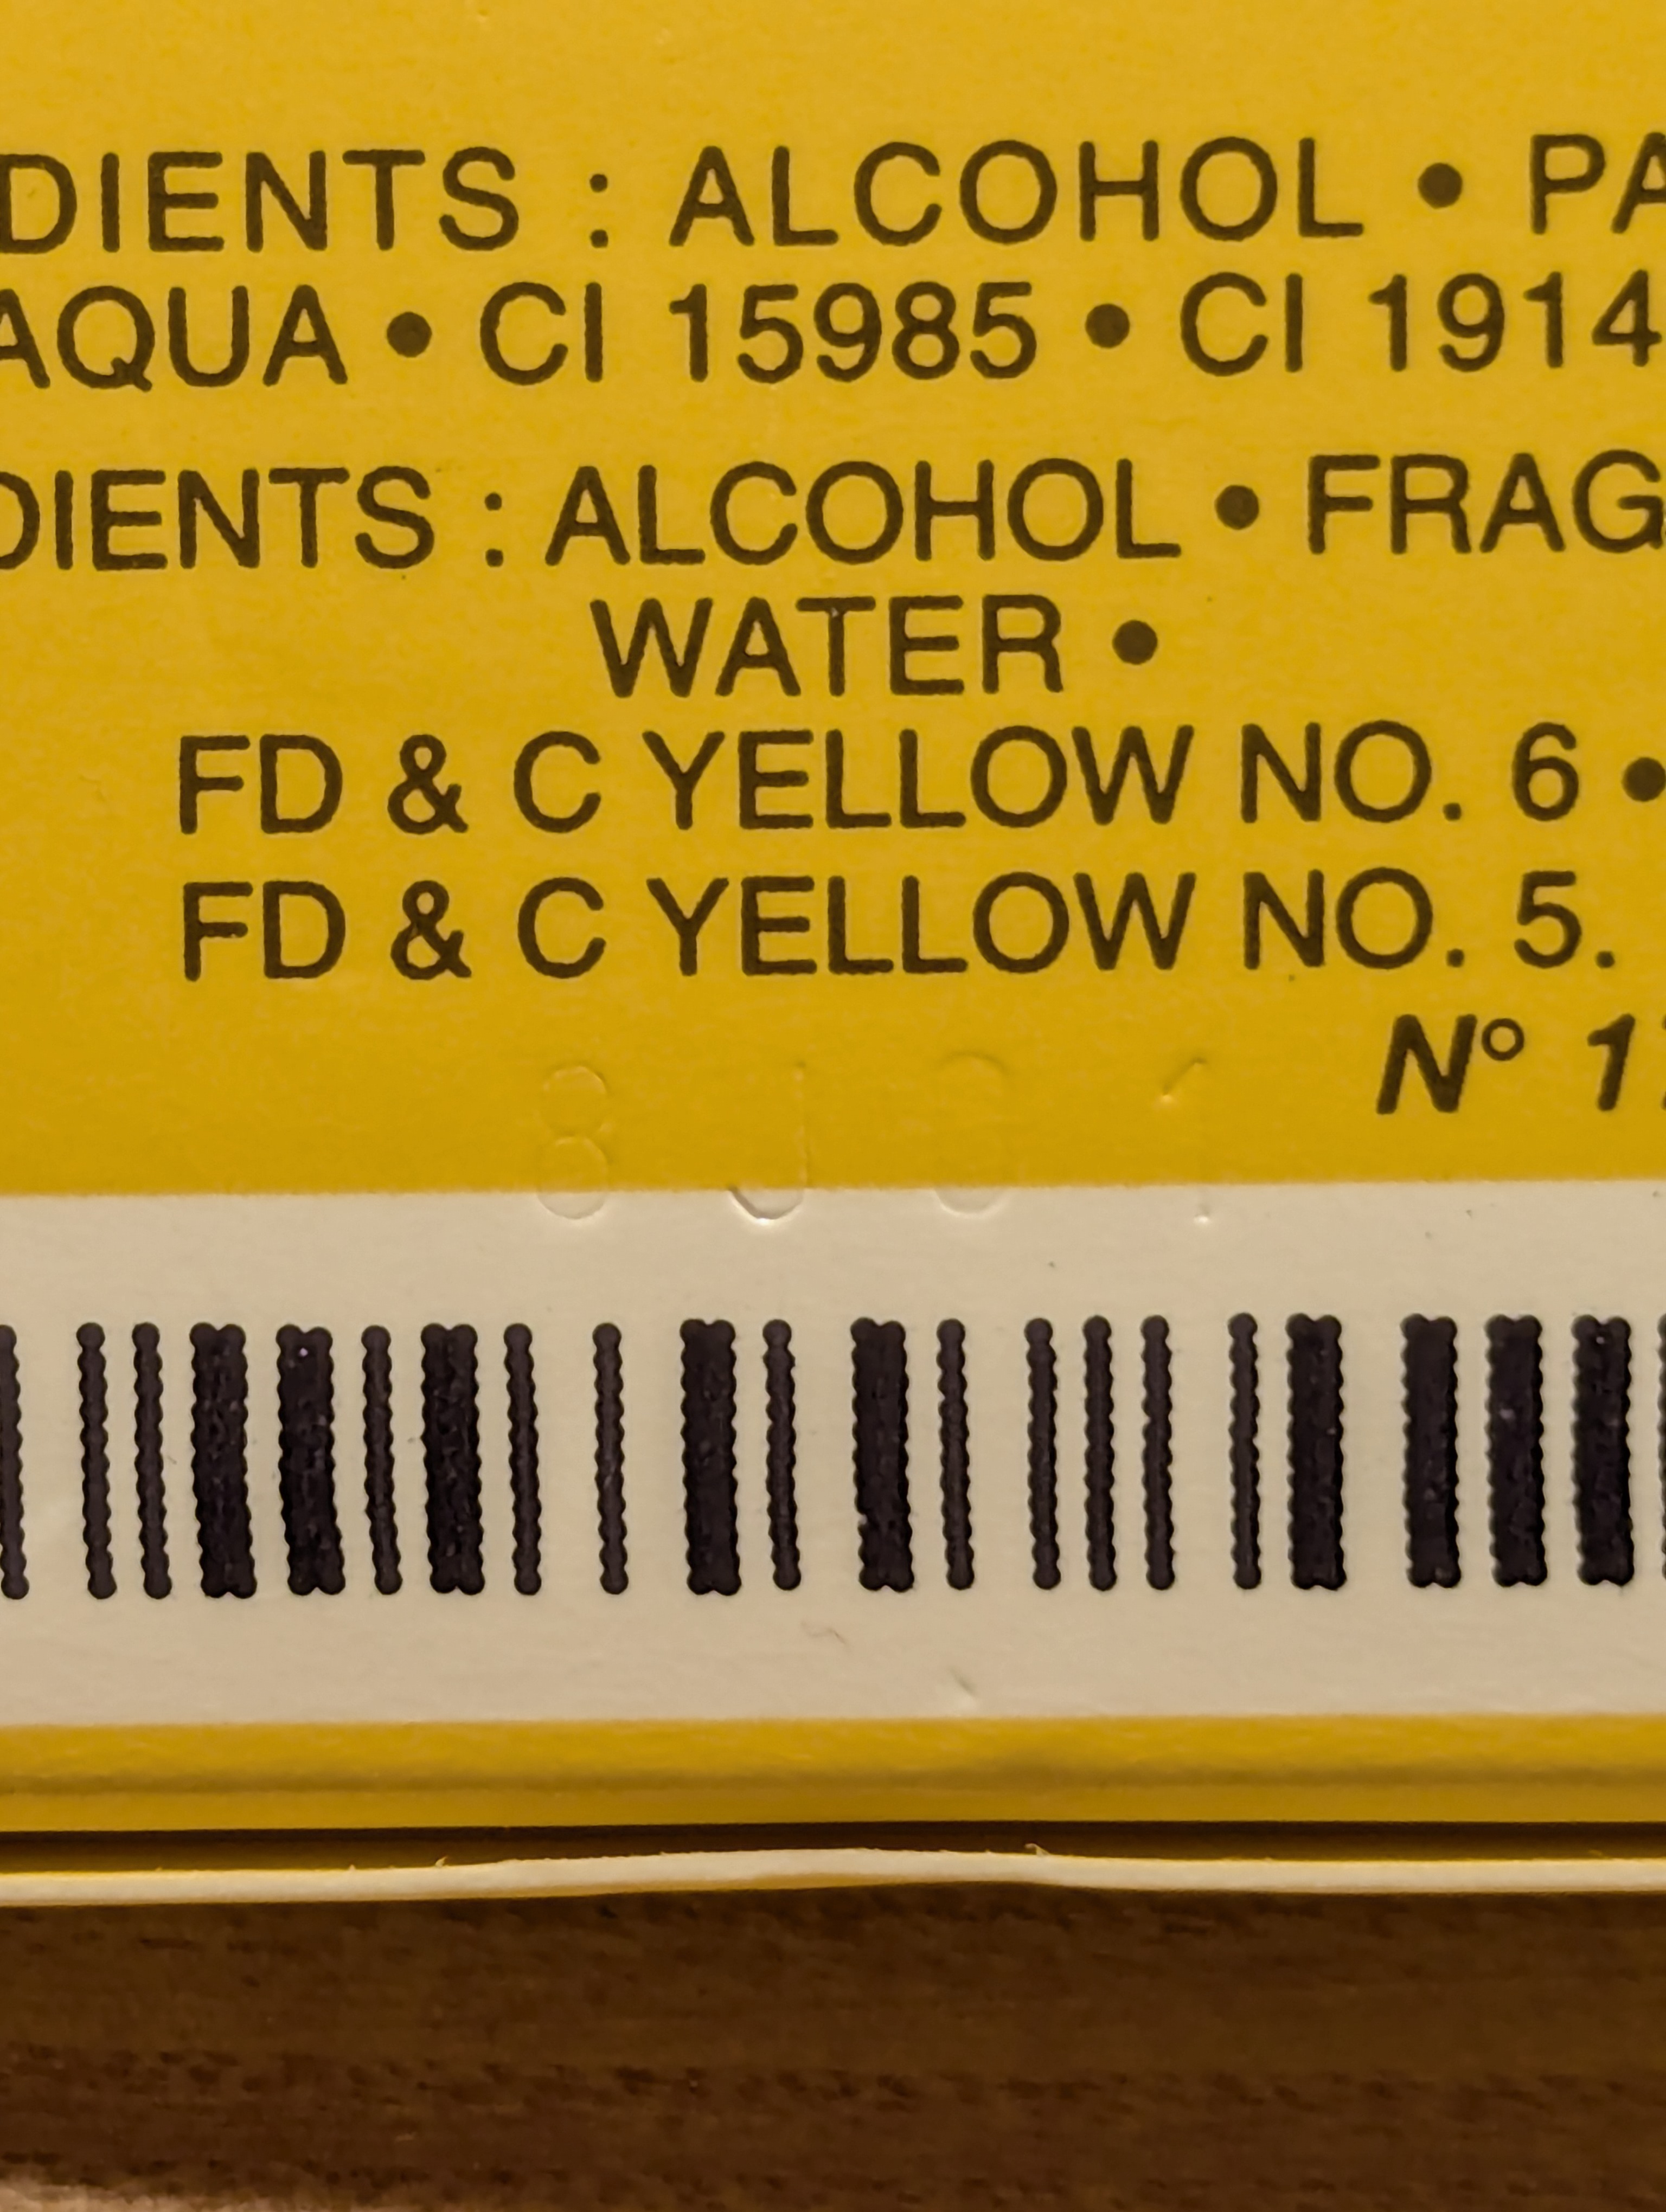 DIENTS : ALCOHOL • PA
AQUA • CI 15985 • CI 1914
DIENTS : ALCOHOL • FRAG
WATER •
FD & C YELLOW NO. 6 •
FD & C YELLOW NO. 5.
N° 1